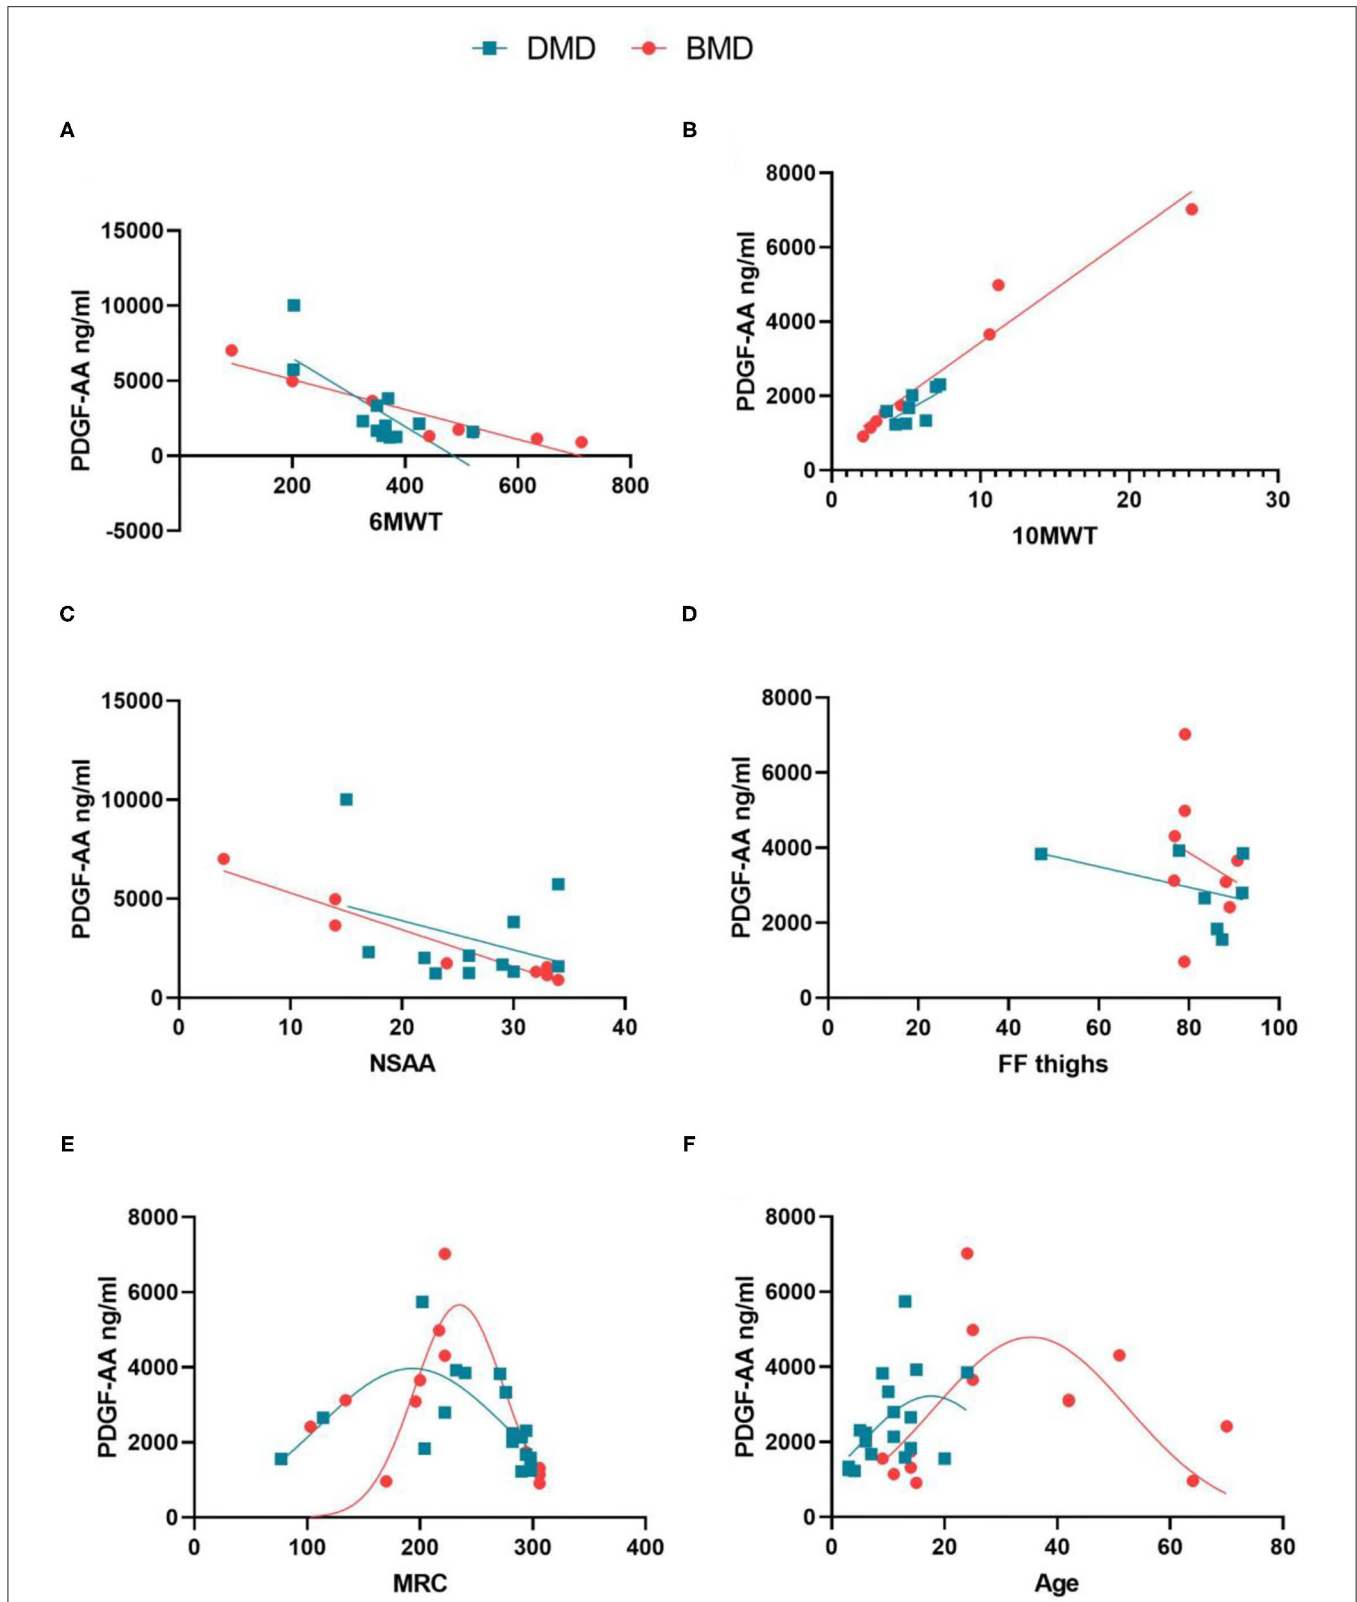 DMD BMD
A
B
15000
10000
5000
0
-5000
PDGF-AA ng/ml
200 400 600 800
6MWT
8000
6000
4000
2000
0
PDGF-AA ng/ml
0 10 20 30
10MWT
C
D
15000
10000
5000
0
PDGF-AA ng/ml
0 10 20 30 40
NSAA
8000
6000
4000
2000
0
PDGF-AA ng/ml
0 20 40 60 80 100
FF thighs
E
F
8000
6000
4000
2000
0
PDGF-AA ng/ml
0 100 200 300 400
MRC
8000
6000
4000
2000
0
PDGF-AA ng/ml
0 20 40 60 80
Age